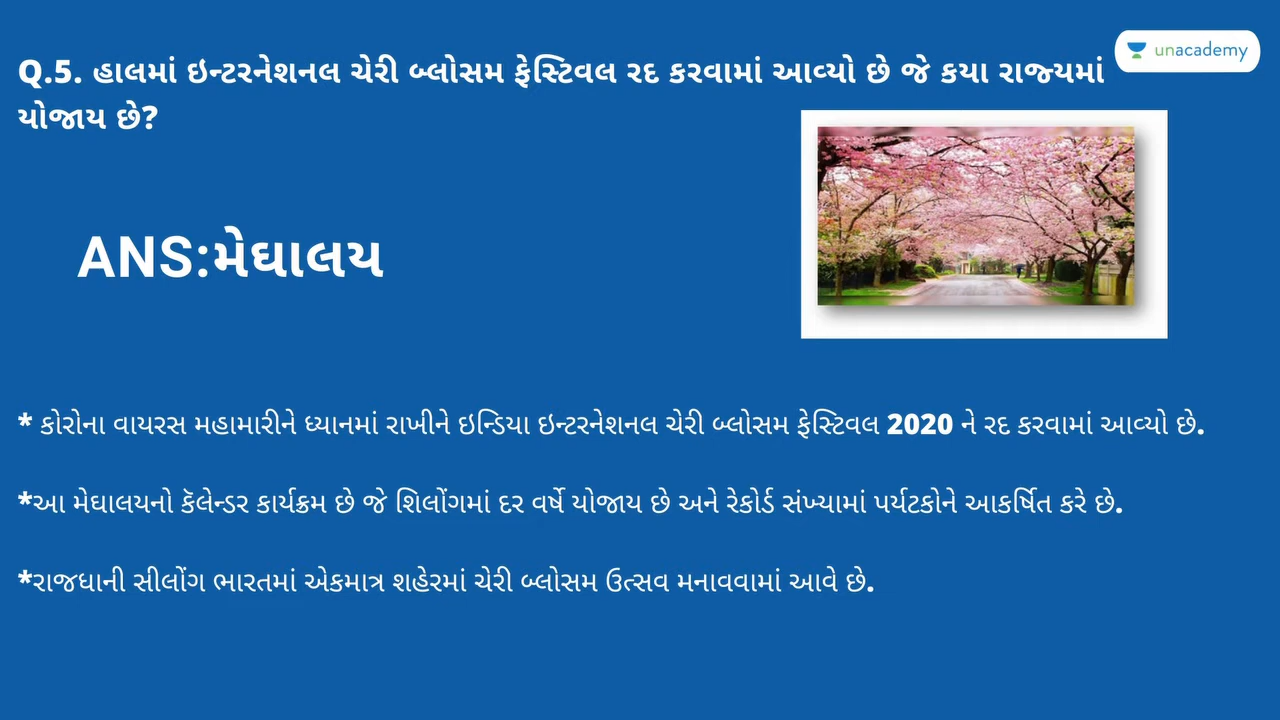 Q.5. હાલમાં ઇન્ટરનેશનલ ચેરી બ્લોસમ ફેસ્ટિવલ રદ કરવામાં આવ્યો છે જે કયા રાજ્યમાં
યોજાય છે?
unacademy
ANS:મેઘાલય
* કોરોના વાયરસ મહામારીને ધ્યાનમાં રાખીને ઇન્ડિયા ઇન્ટરનેશનલ ચેરી બ્લોસમ ફેસ્ટિવલ 2020 ને રદ કરવામાં આવ્યો છે.
*આ મેઘાલયનો કૅલેન્ડર કાર્યક્રમ છે જે શિલોંગમાં દર વર્ષે યોજાય છે અને રેકોર્ડ સંખ્યામાં પર્યટકોને આકર્ષિત કરે છે.
*રાજધાની સીલોંગ ભારતમાં એકમાત્ર શહેરમાં ચેરી બ્લોસમ ઉત્સવ મનાવવામાં આવે છે.